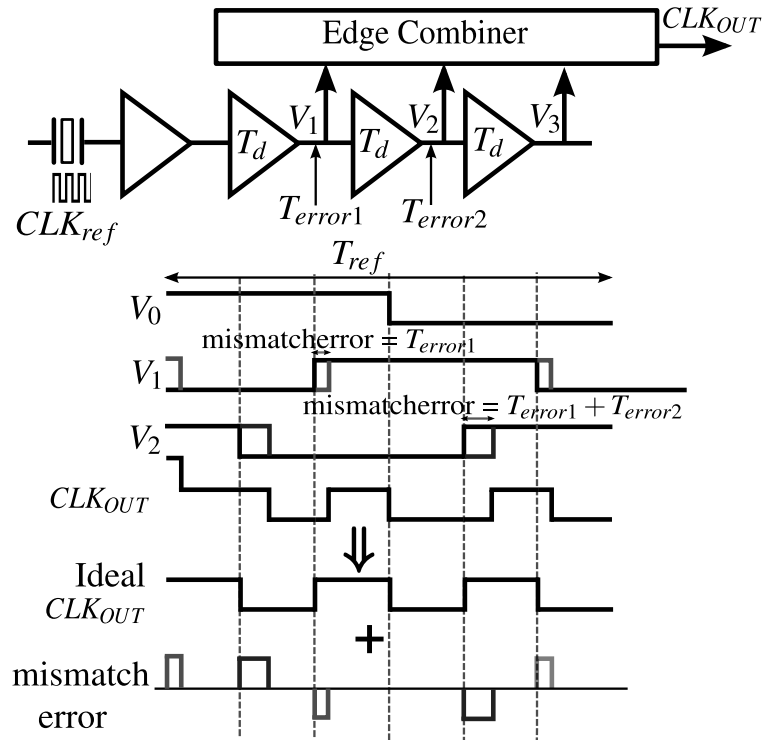 Edge Combiner
CLK_OUT
T_d
V_1
T_d
V_2
T_d
V_3
CLK_ref
T_error1
T_error2
T_ref
V_0
mismatcherror = T_error1
V_1
mismatcherror = T_error1 + T_error2
V_2
CLK_OUT
⇓
Ideal
CLK_OUT
+
mismatch
error